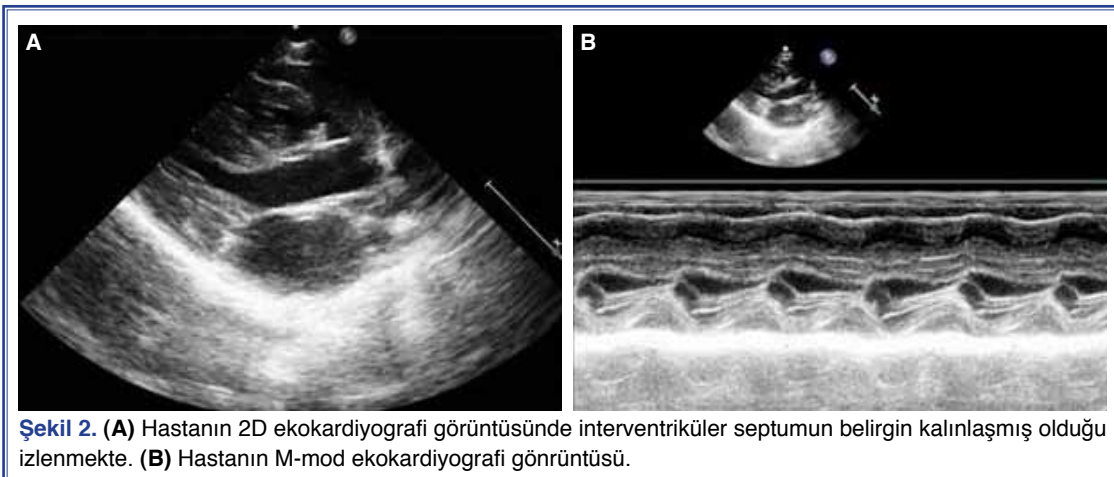 A
B
Şekil 2. (A) Hastanın 2D ekokardiyografi görüntüsünde interventriküler septumun belirgin kalınlaşmış olduğu
izlenmekte. (B) Hastanın M-mod ekokardiyografi gönrüntüsü.